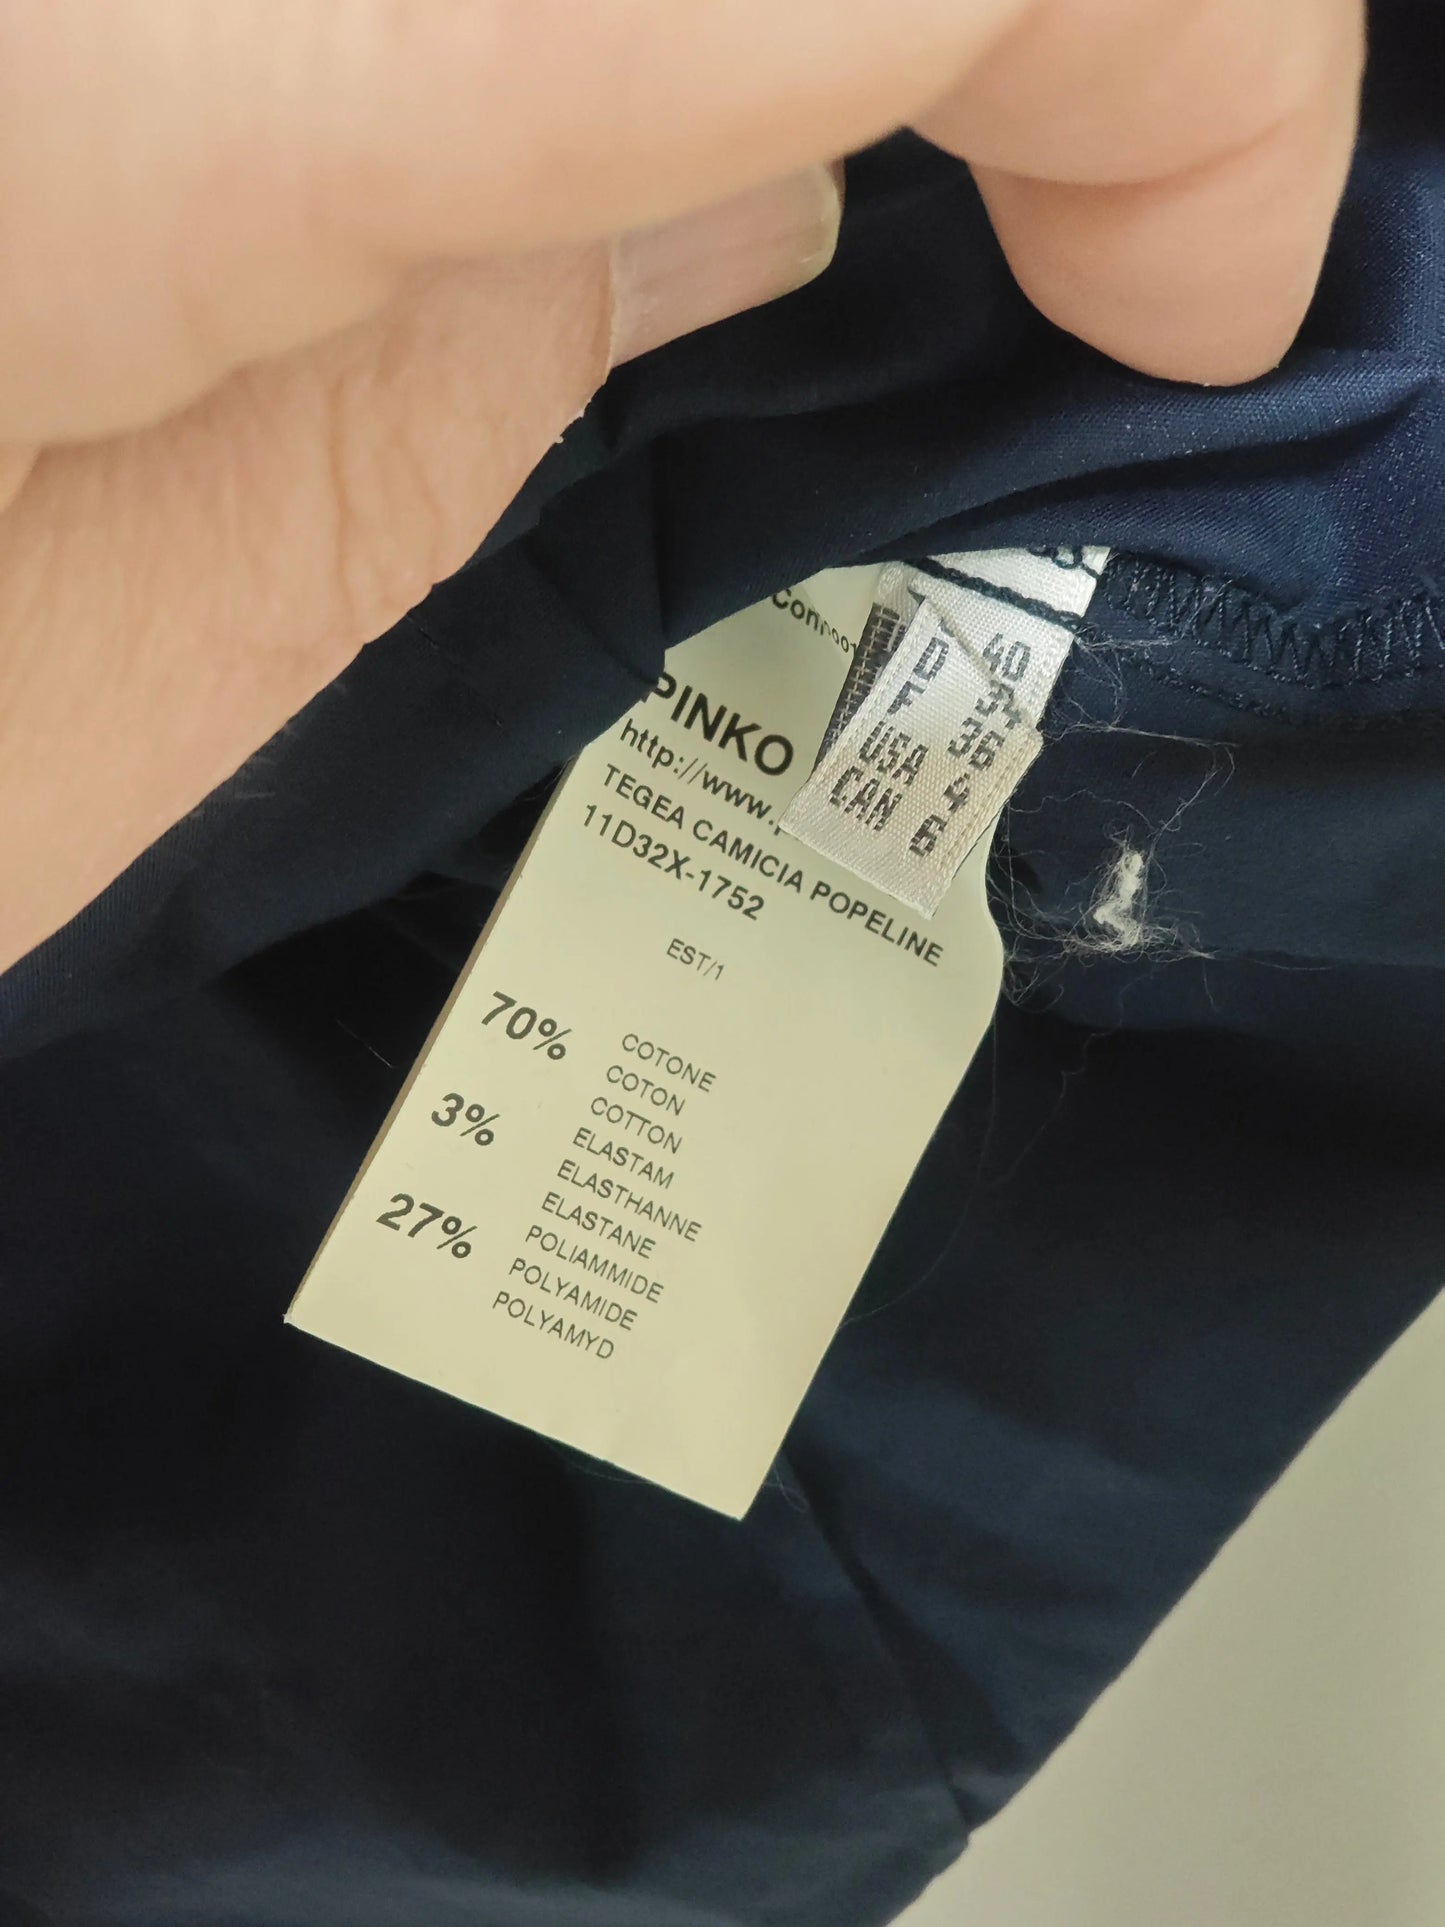 PINKO
http://www.
TEGEA CAMICIA POPELINE
11D32X-1752
EST/1
70% COTONE
COTON
COTTON
3% ELASTAM
ELASTHANNE
ELASTANE
27% POLIAMMIDE
POLYAMIDE
POLYAMYD
40
D 34
F 36
USA 4
CAN 6